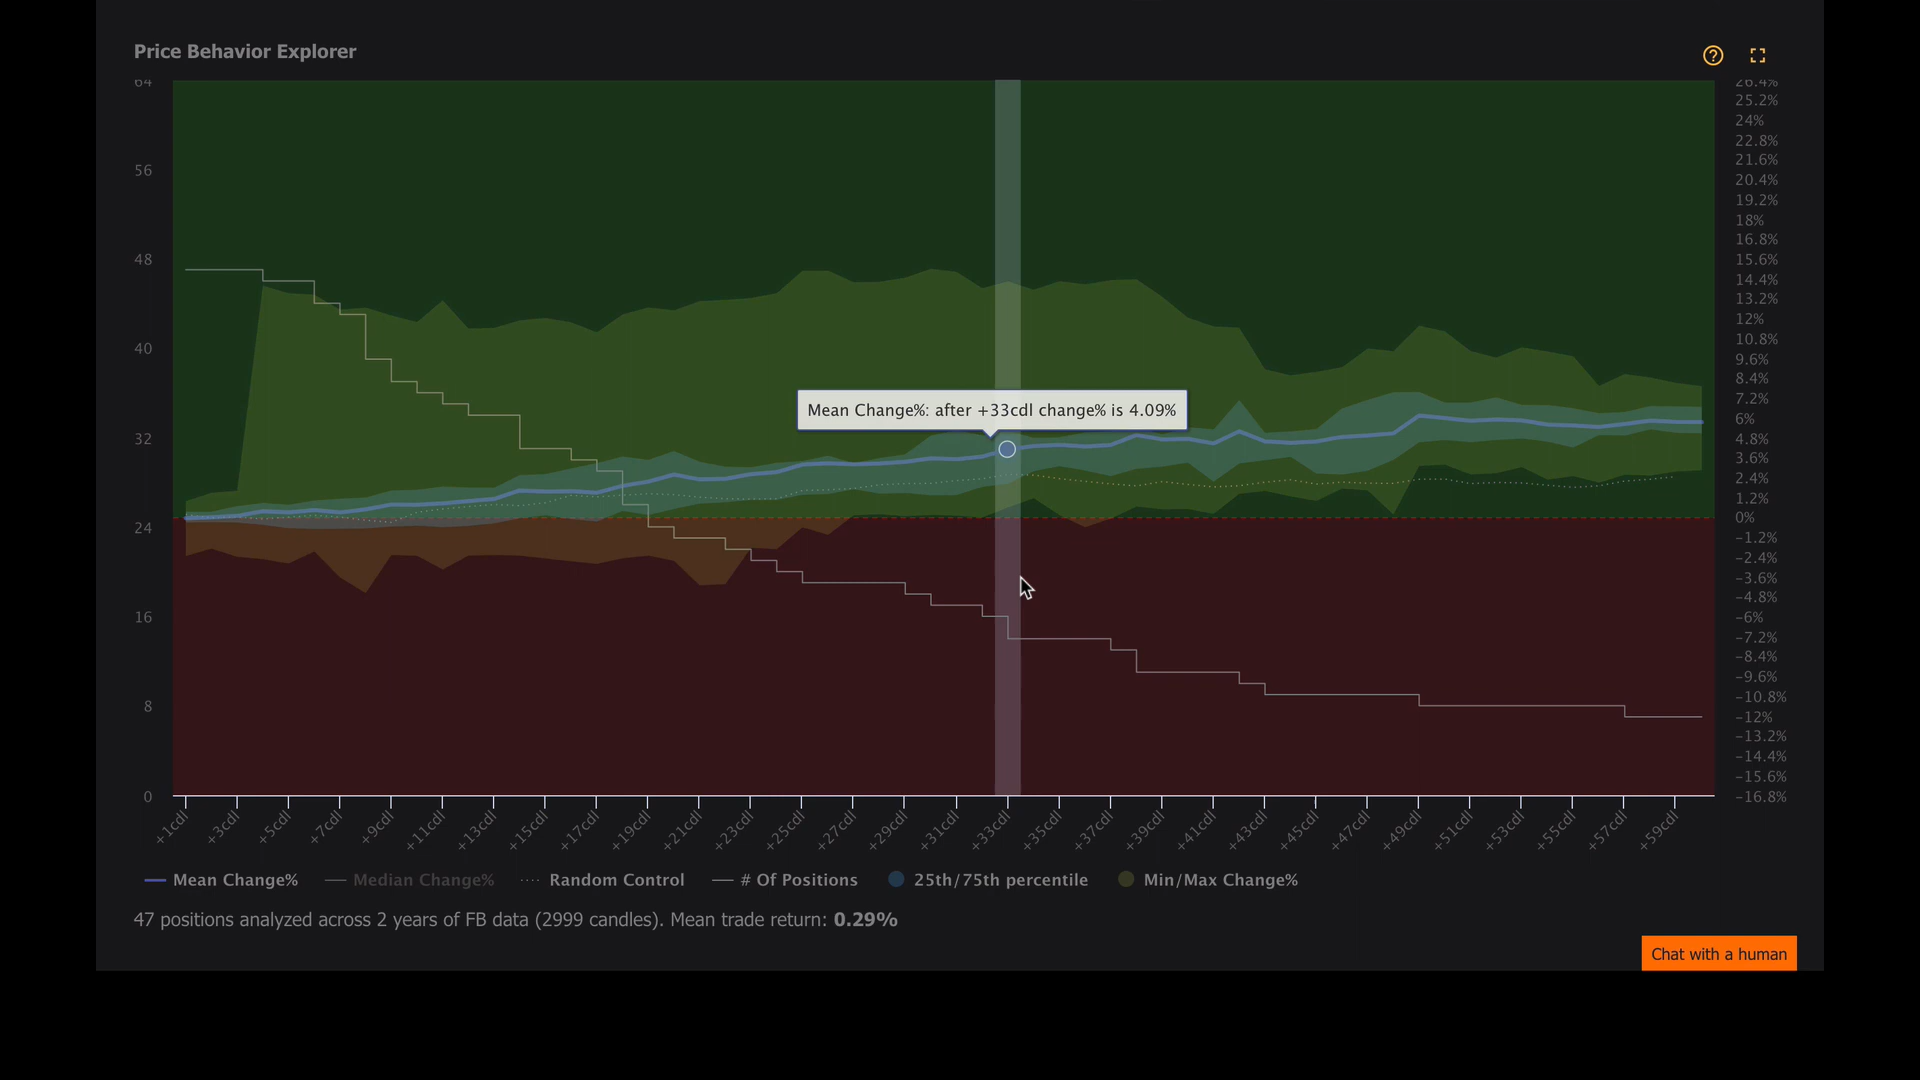 Price Behavior Explorer
64
56
48
40
32
24
16
8
0
26.4%
25.2%
24%
22.8%
21.6%
20.4%
19.2%
18%
16.8%
15.6%
14.4%
13.2%
12%
10.8%
9.6%
8.4%
7.2%
6%
4.8%
3.6%
2.4%
1.2%
0%
-1.2%
-2.4%
-3.6%
-4.8%
-6%
-7.2%
-8.4%
-9.6%
-10.8%
-12%
-13.2%
-14.4%
-15.6%
-16.8%
Mean Change%: after +33cdl change% is 4.09%
+1cdl
+3cdl
+5cdl
+7cdl
+9cdl
+11cdl
+13cdl
+15cdl
+17cdl
+19cdl
+21cdl
+23cdl
+25cdl
+27cdl
+29cdl
+31cdl
+33cdl
+35cdl
+37cdl
+39cdl
+41cdl
+43cdl
+45cdl
+47cdl
+49cdl
+51cdl
+53cdl
+55cdl
+57cdl
+59cdl
Mean Change% Median Change% Random Control # Of Positions 25th/75th percentile Min/Max Change%
47 positions analyzed across 2 years of FB data (2999 candles). Mean trade return: 0.29%
Chat with a human